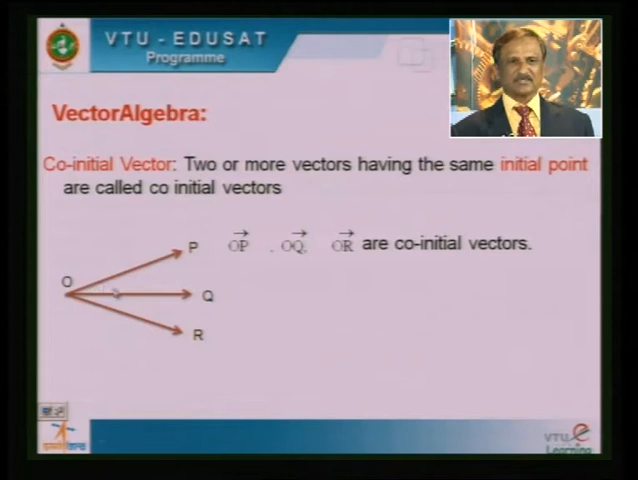 VTU - EDUSAT
Programme
VectorAlgebra:
Co-initial Vector: Two or more vectors having the same initial point
are called co initial vectors
OP . OQ, OR are co-initial vectors.
P
O
Q
R
VTU e
Learning